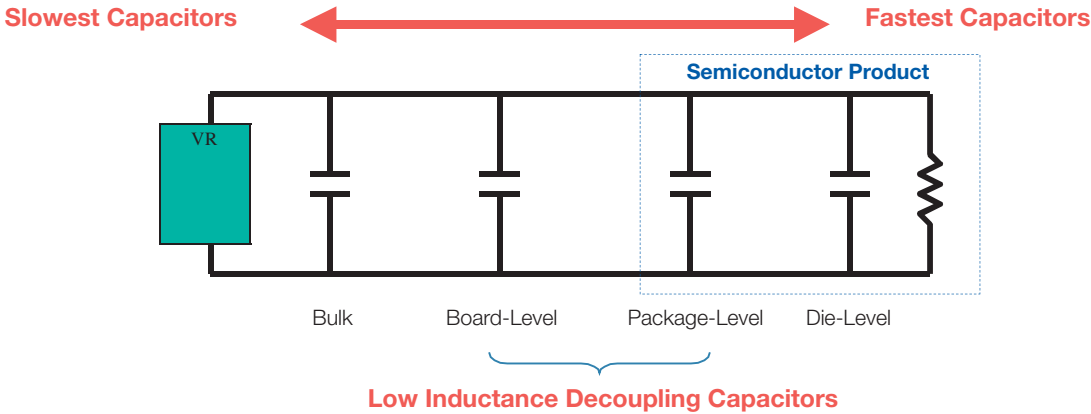 Slowest Capacitors
Fastest Capacitors
Semiconductor Product
VR
Bulk
Board-Level
Package-Level
Die-Level
Low Inductance Decoupling Capacitors